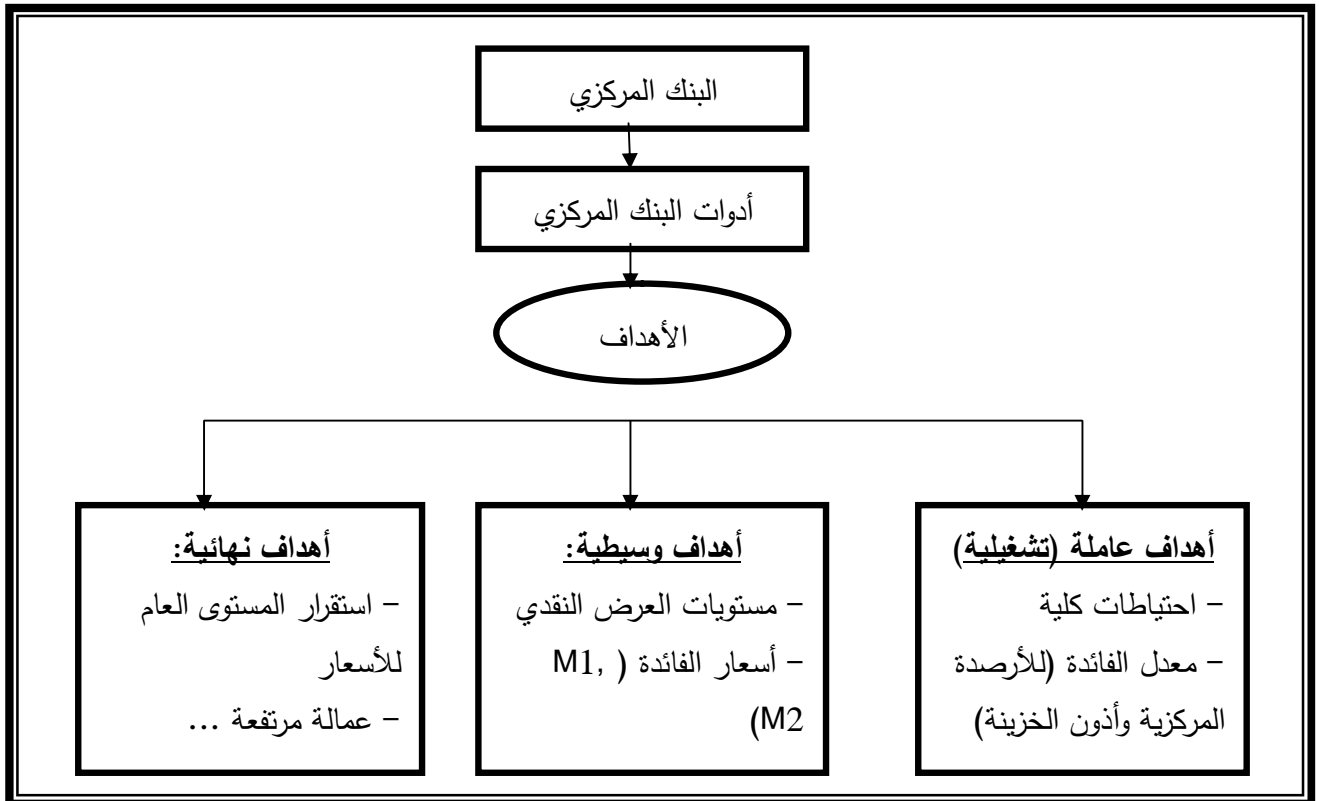 البنك المركزي
أدوات البنك المركزي
الأهداف
أهداف عاملة (تشغيلية)
– احتياطات كلية
– معدل الفائدة (للأرصدة
المركزية وأذون الخزينة)
أهداف وسيطية:
– مستويات العرض النقدي
– أسعار الفائدة ( M1,
M2)
أهداف نهائية:
– استقرار المستوى العام
للأسعار
– عمالة مرتفعة ...